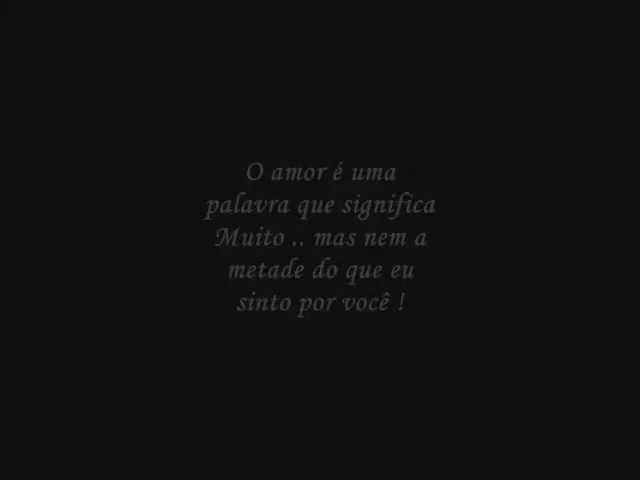 O amor é uma
palavra que significa
Muito .. mas nem a
metade do que eu
sinto por você !